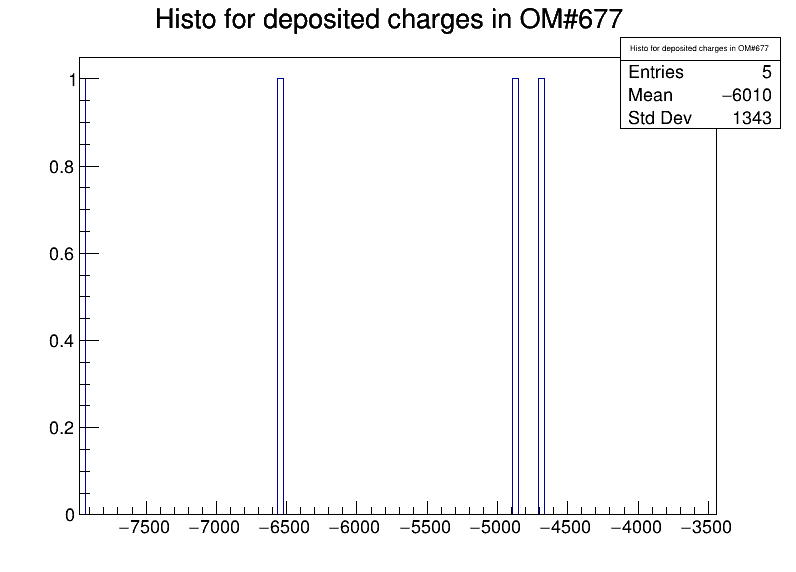 Histo for deposited charges in OM#677
Histo for deposited charges in OM#677
Entries 5
Mean −6010
Std Dev 1343
1
0.8
0.6
0.4
0.2
0
−7500 −7000 −6500 −6000 −5500 −5000 −4500 −4000 −3500